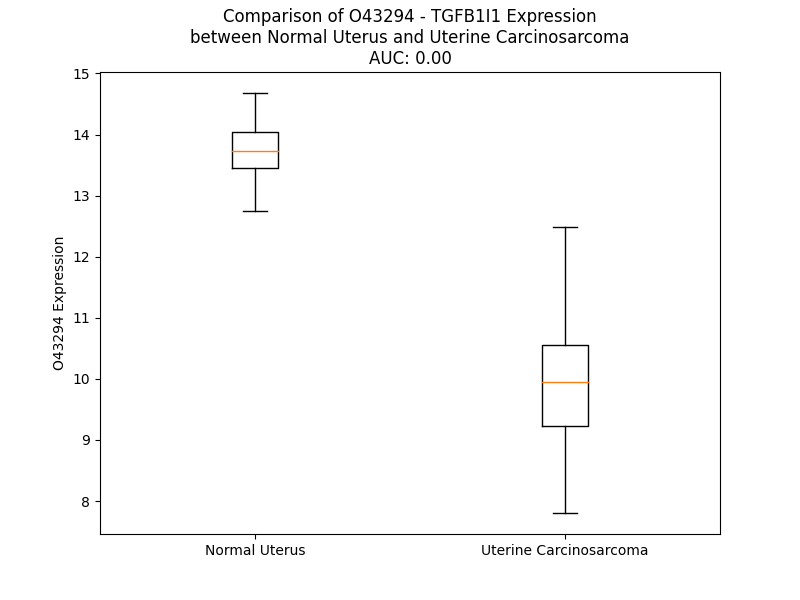 Comparison of O43294 - TGFB1I1 Expression
between Normal Uterus and Uterine Carcinosarcoma
AUC: 0.00
15
14
13
12
11
10
9
8
O43294 Expression
Normal Uterus
Uterine Carcinosarcoma